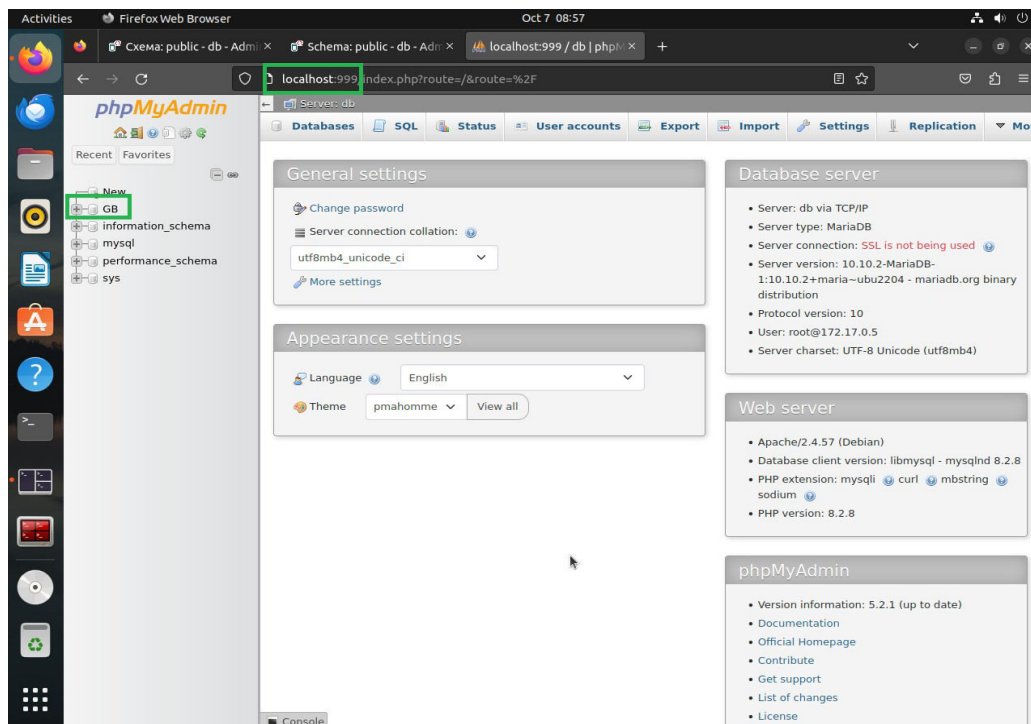 Activities Firefox Web Browser Oct 7 08:57
Схема: public - db - Admi Schema: public - db - Adm localhost:999 / db | phpM
localhost:999/index.php?route=/&route=%2F
phpMyAdmin
Recent Favorites
New
GB
information_schema
mysql
performance_schema
sys
Server: db
Databases SQL Status User accounts Export Import Settings Replication Mo
General settings
Change password
Server connection collation:
utf8mb4_unicode_ci
More settings
Appearance settings
Language English
Theme pmahomme View all
Database server
Server: db via TCP/IP
Server type: MariaDB
Server connection: SSL is not being used
Server version: 10.10.2-MariaDB-
1:10.10.2+maria~ubu2204 - mariadb.org binary
distribution
Protocol version: 10
User: root@172.17.0.5
Server charset: UTF-8 Unicode (utf8mb4)
Web server
Apache/2.4.57 (Debian)
Database client version: libmysql - mysqlnd 8.2.8
PHP extension: mysqli curl mbstring
sodium
PHP version: 8.2.8
phpMyAdmin
Version information: 5.2.1 (up to date)
Documentation
Official Homepage
Contribute
Get support
List of changes
License
Console